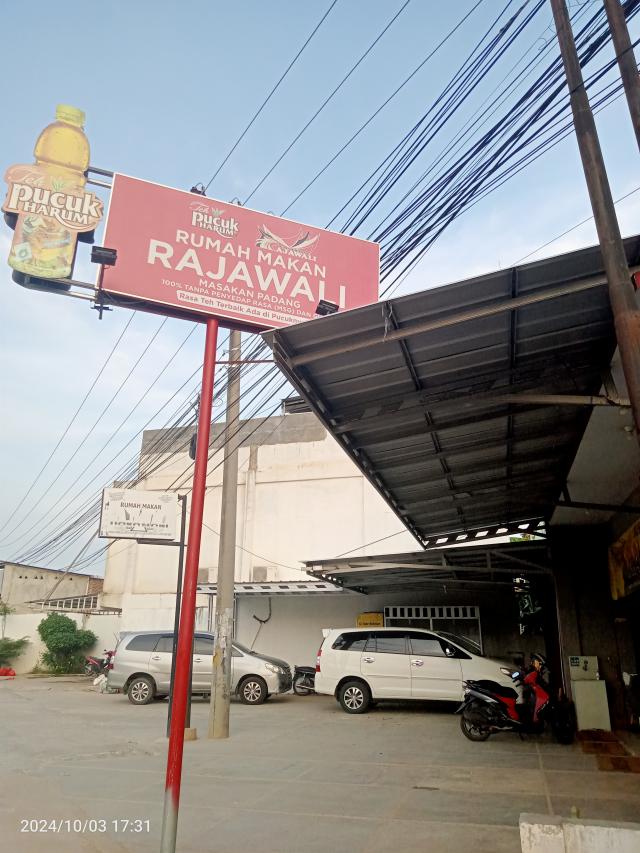 Teh
Pucuk
HARUM
Teh
Pucuk
HARUM
RAJAWALI
RUMAH MAKAN
RAJAWALI
MASAKAN PADANG
100% TANPA PENYEDAP RASA (MSG) DAN
Rasa Teh Terbaik Ada di Pucuknya
RUMAH MAKAN
2024/10/03 17:31